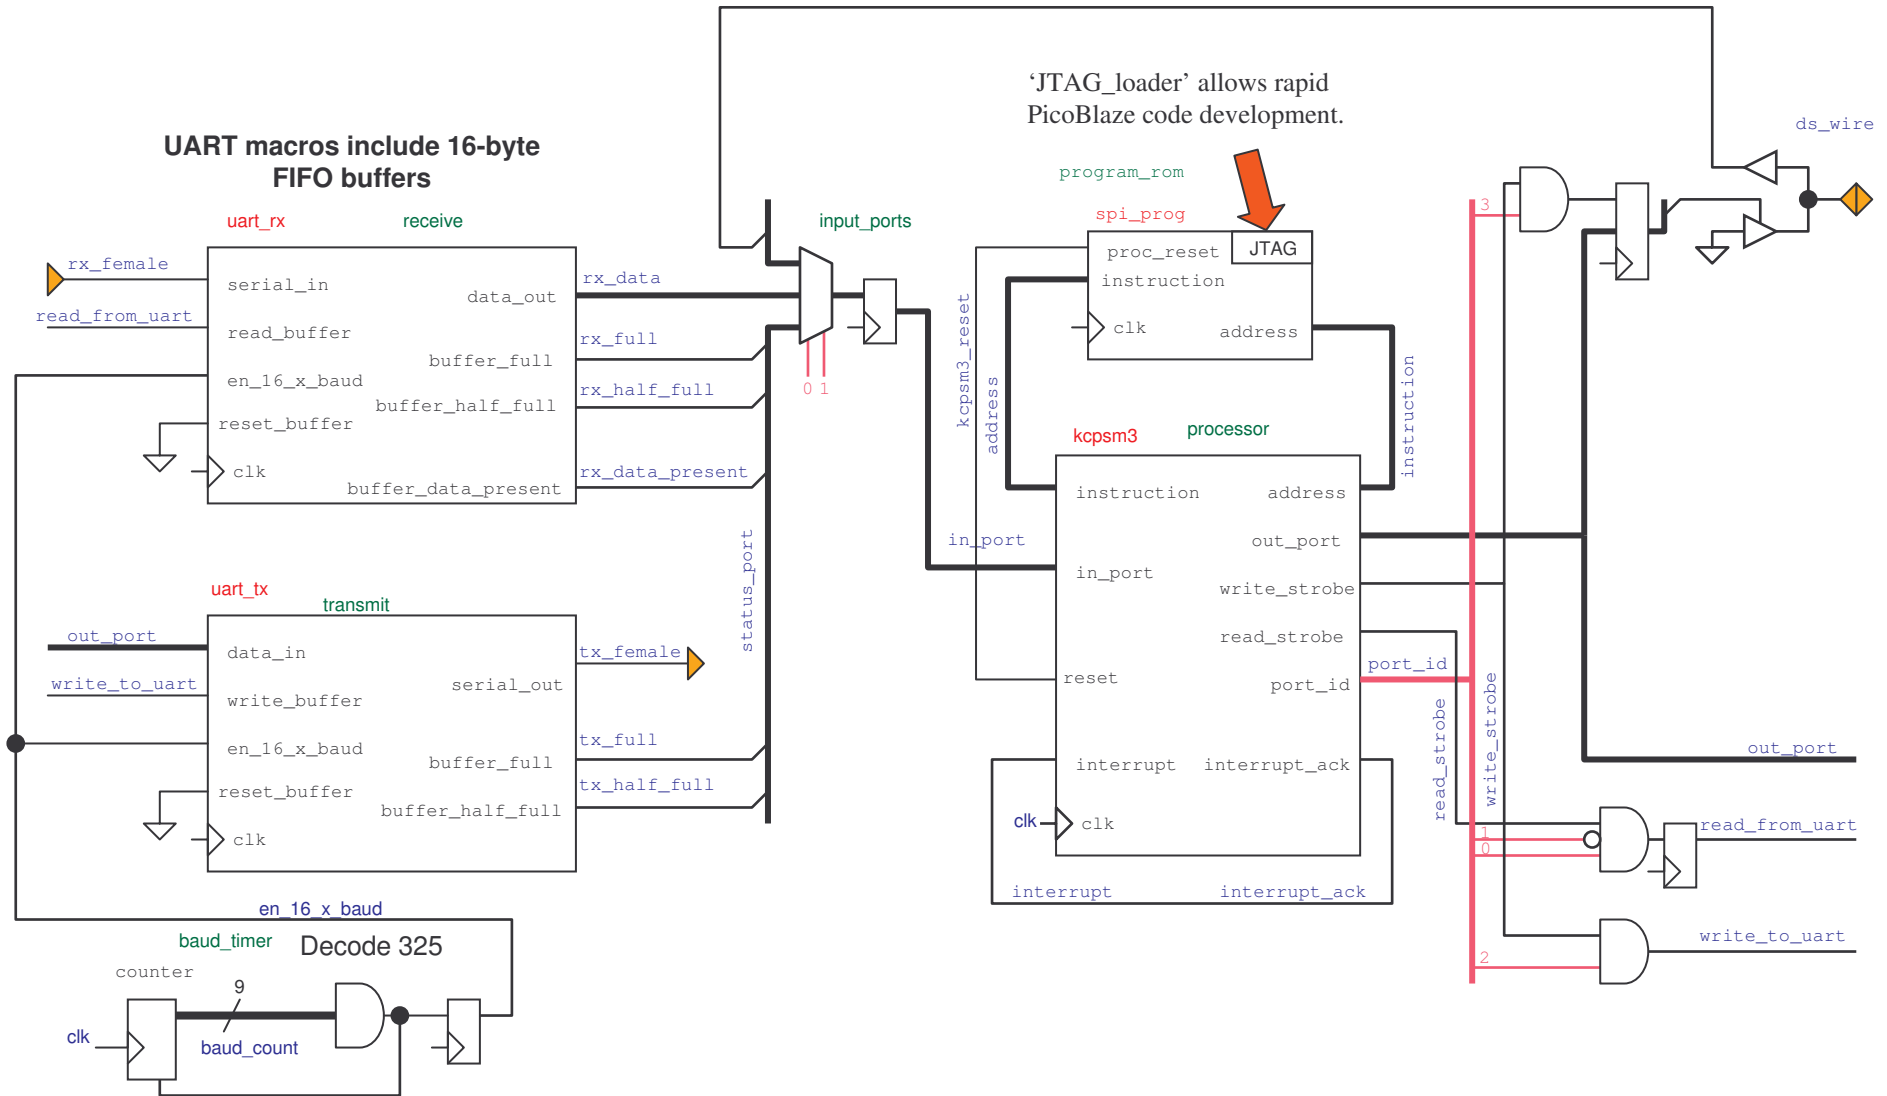 ‘JTAG_loader’ allows rapid
PicoBlaze code development.
ds_wire
UART macros include 16-byte
FIFO buffers
program_rom
uart_rx
receive
input_ports
spi_prog
3
rx_female
serial_in
read_from_uart
read_buffer
en_16_x_baud
reset_buffer
clk
data_out
buffer_full
buffer_half_full
buffer_data_present
rx_data
rx_full
rx_half_full
rx_data_present
0 1
proc_reset
JTAG
instruction
clk
address
kcpsm3_reset
address
instruction
kcpsm3
processor
instruction
address
out_port
in_port
in_port
write_strobe
read_strobe
reset
port_id
port_id
interrupt
interrupt_ack
clk
clk
interrupt
interrupt_ack
status_port
read_strobe
write_strobe
uart_tx
transmit
out_port
data_in
write_to_uart
write_buffer
en_16_x_baud
reset_buffer
clk
tx_female
serial_out
tx_full
buffer_full
tx_half_full
buffer_half_full
out_port
1
0
read_from_uart
2
write_to_uart
en_16_x_baud
baud_timer
Decode 325
counter
9
clk
baud_count